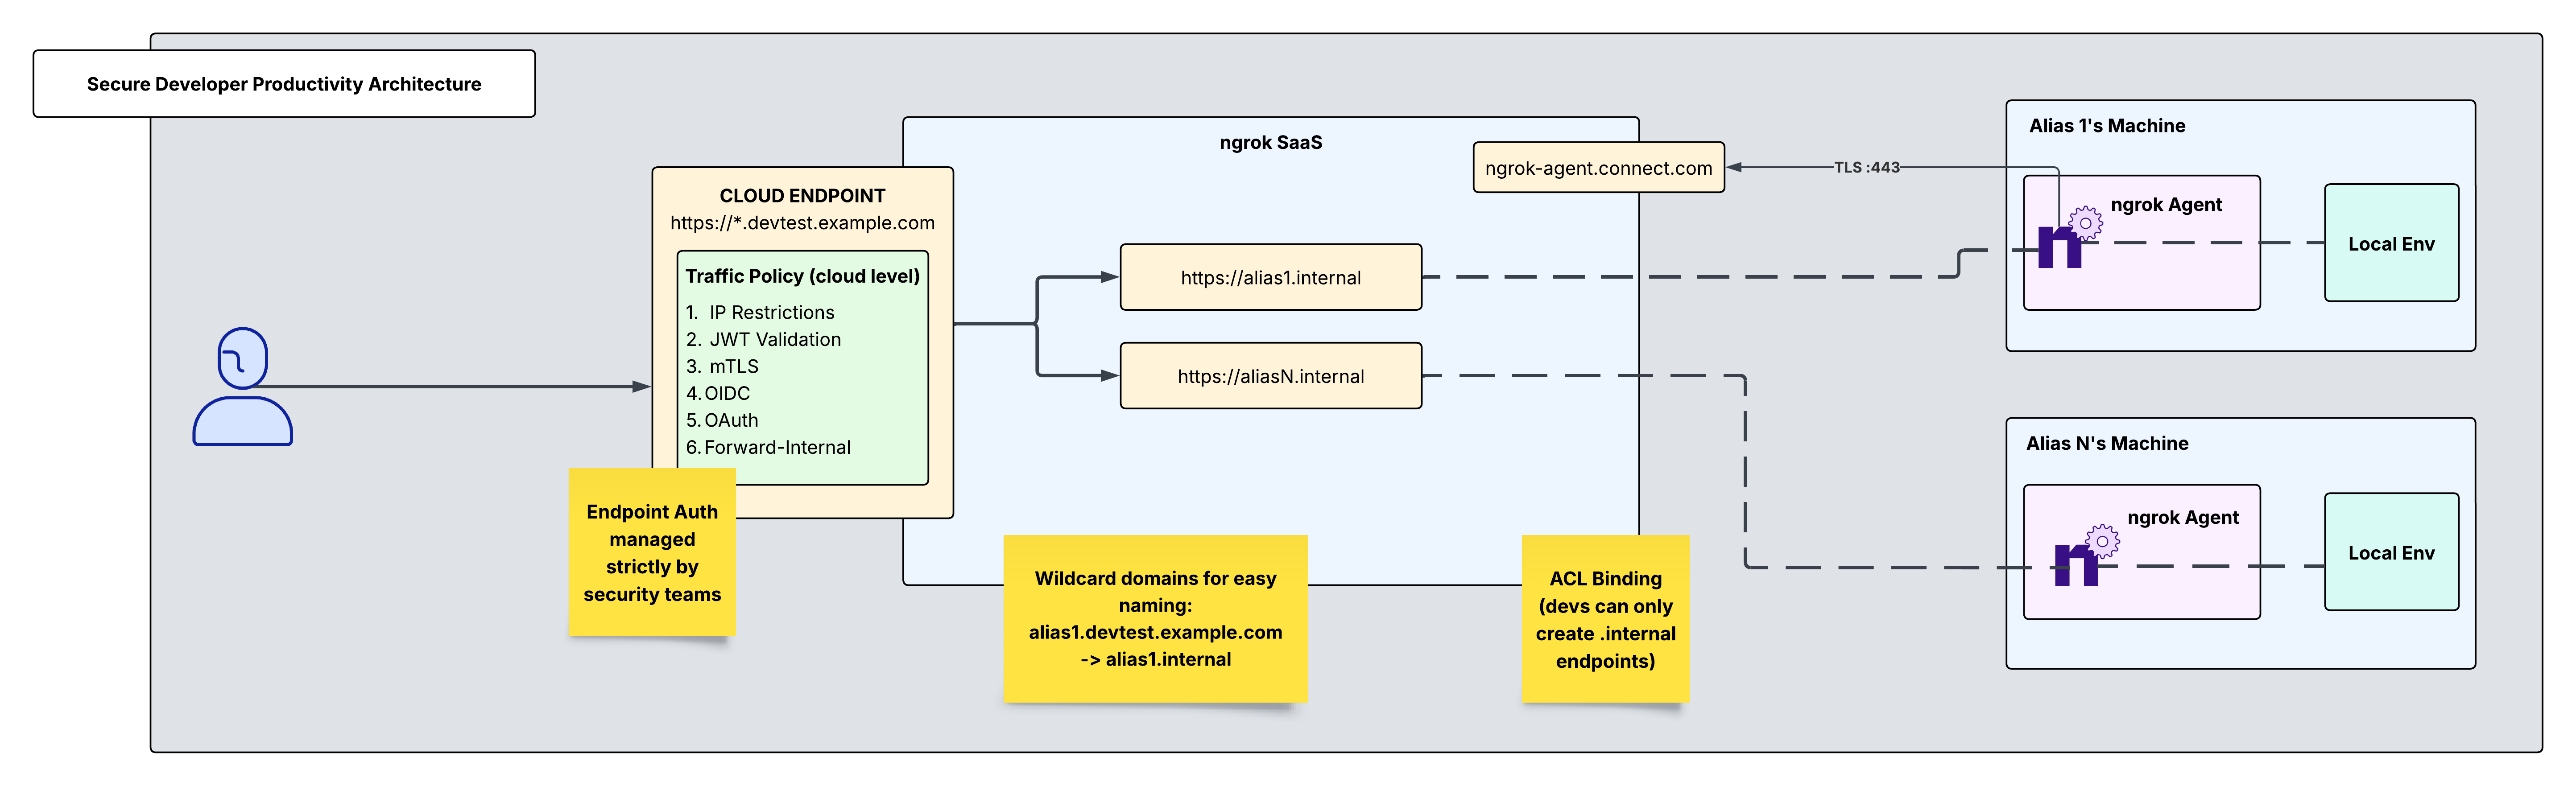 Secure Developer Productivity Architecture
ngrok SaaS
CLOUD ENDPOINT
https://*.devtest.example.com
Traffic Policy (cloud level)
1. IP Restrictions
2. JWT Validation
3. mTLS
4. OIDC
5. OAuth
6. Forward-Internal
Endpoint Auth
managed
strictly by
security teams
https://alias1.internal
https://aliasN.internal
Wildcard domains for easy
naming:
alias1.devtest.example.com
-> alias1.internal
ACL Binding
(devs can only
create .internal
endpoints)
ngrok-agent.connect.com
TLS :443
Alias 1's Machine
ngrok Agent
Local Env
Alias N's Machine
ngrok Agent
Local Env